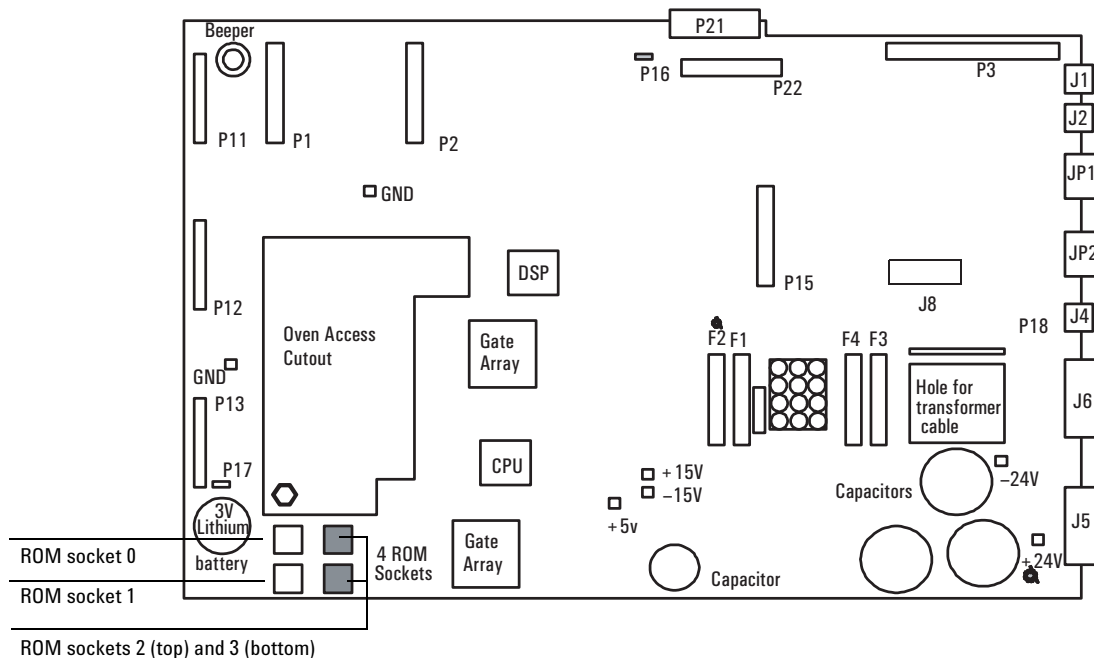 Beeper
P21
P16
P22
P3
J1
J2
P11
P1
P2
JP1
GND
DSP
P15
JP2
J8
P12
Oven Access
Cutout
Gate
Array
P18
J4
F2 F1
F4 F3
GND
P13
Hole for
transformer
cable
J6
P17
CPU
+15V
-15V
+5v
Capacitors
-24V
3V
Lithium
battery
J5
ROM socket 0
4 ROM
Sockets
Gate
Array
Capacitor
+24V
ROM socket 1
ROM sockets 2 (top) and 3 (bottom)